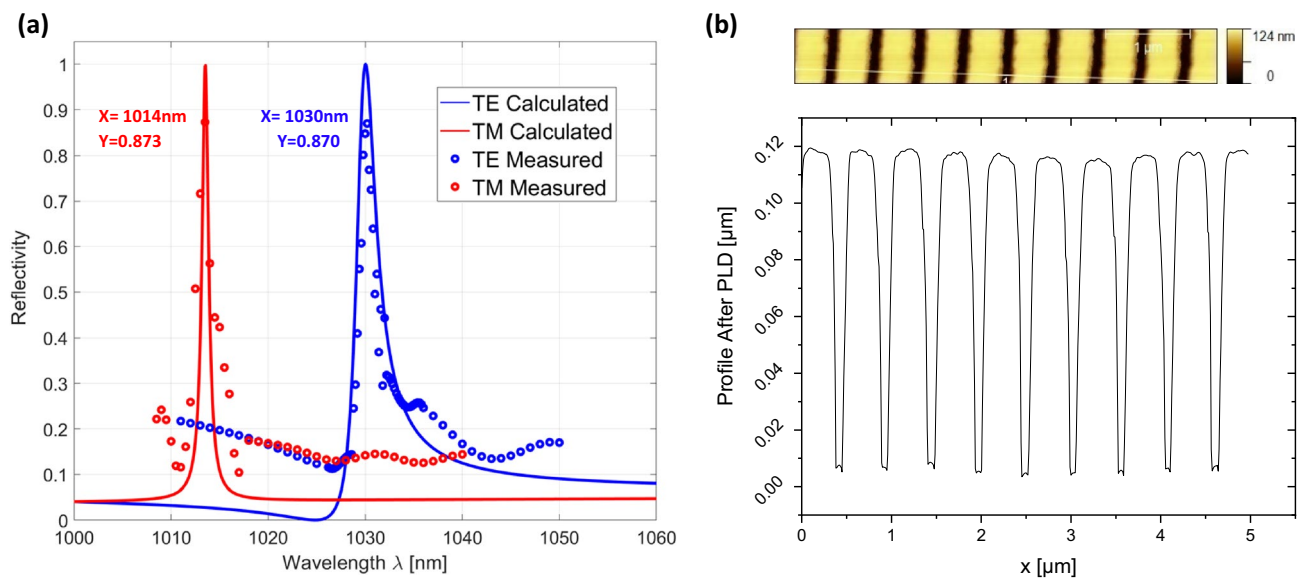 (a)
X= 1014nm
Y=0.873
X= 1030nm
Y=0.870
TE Calculated
TM Calculated
TE Measured
TM Measured
Reflectivity
1
0.9
0.8
0.7
0.6
0.5
0.4
0.3
0.2
0.1
0
1000
1010
1020
1030
1040
1050
1060
Wavelength λ [nm]
(b)
1 µm
1
124 nm
0
Profile After PLD [µm]
0.12
0.10
0.08
0.06
0.04
0.02
0.00
0
1
2
3
4
5
x [µm]